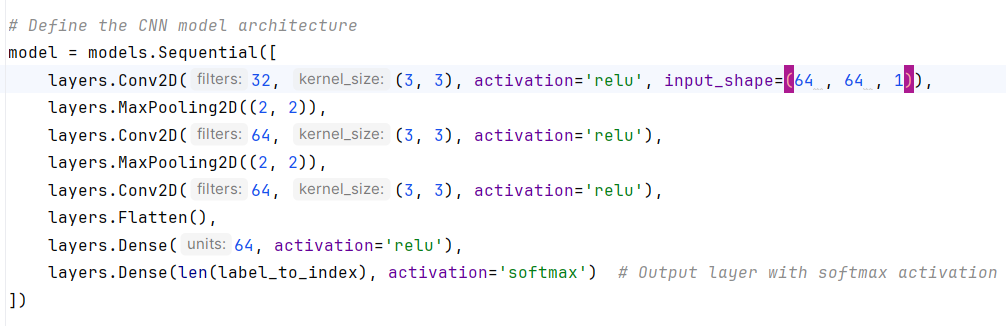 # Define the CNN model architecture
model = models.Sequential([
    layers.Conv2D( filters: 32, kernel_size: (3, 3), activation='relu', input_shape=(64 , 64 , 1)),
    layers.MaxPooling2D((2, 2)),
    layers.Conv2D( filters: 64, kernel_size: (3, 3), activation='relu'),
    layers.MaxPooling2D((2, 2)),
    layers.Conv2D( filters: 64, kernel_size: (3, 3), activation='relu'),
    layers.Flatten(),
    layers.Dense( units: 64, activation='relu'),
    layers.Dense(len(label_to_index), activation='softmax')  # Output layer with softmax activation
])